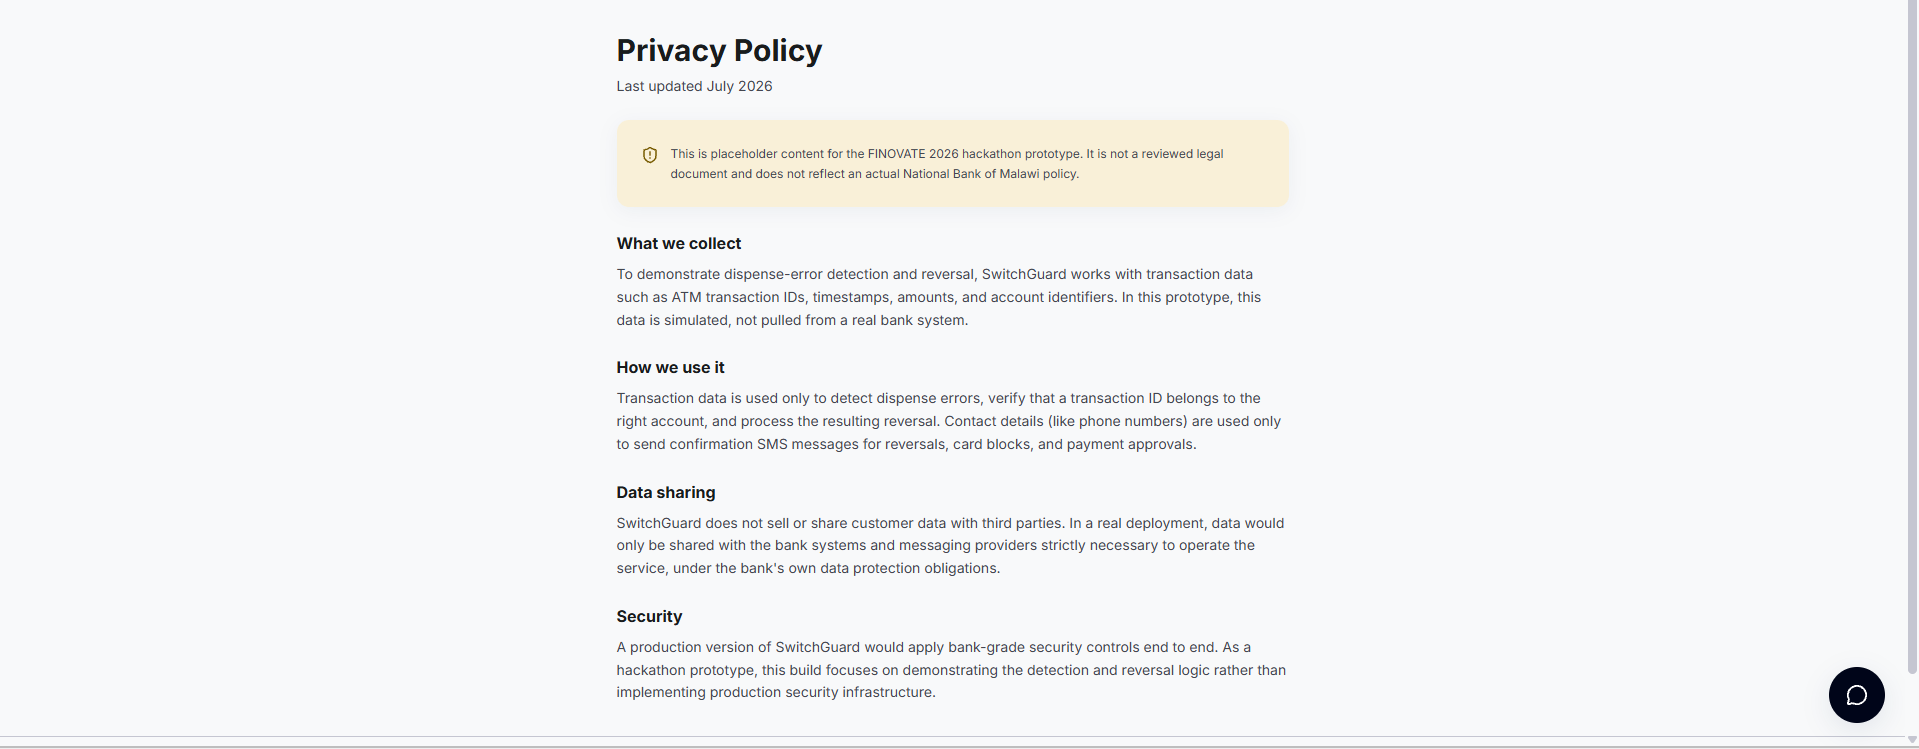 Privacy Policy
Last updated July 2026
This is placeholder content for the FINOVATE 2026 hackathon prototype. It is not a reviewed legal
document and does not reflect an actual National Bank of Malawi policy.
What we collect
To demonstrate dispense-error detection and reversal, SwitchGuard works with transaction data
such as ATM transaction IDs, timestamps, amounts, and account identifiers. In this prototype, this
data is simulated, not pulled from a real bank system.
How we use it
Transaction data is used only to detect dispense errors, verify that a transaction ID belongs to the
right account, and process the resulting reversal. Contact details (like phone numbers) are used only
to send confirmation SMS messages for reversals, card blocks, and payment approvals.
Data sharing
SwitchGuard does not sell or share customer data with third parties. In a real deployment, data would
only be shared with the bank systems and messaging providers strictly necessary to operate the
service, under the bank's own data protection obligations.
Security
A production version of SwitchGuard would apply bank-grade security controls end to end. As a
hackathon prototype, this build focuses on demonstrating the detection and reversal logic rather than
implementing production security infrastructure.